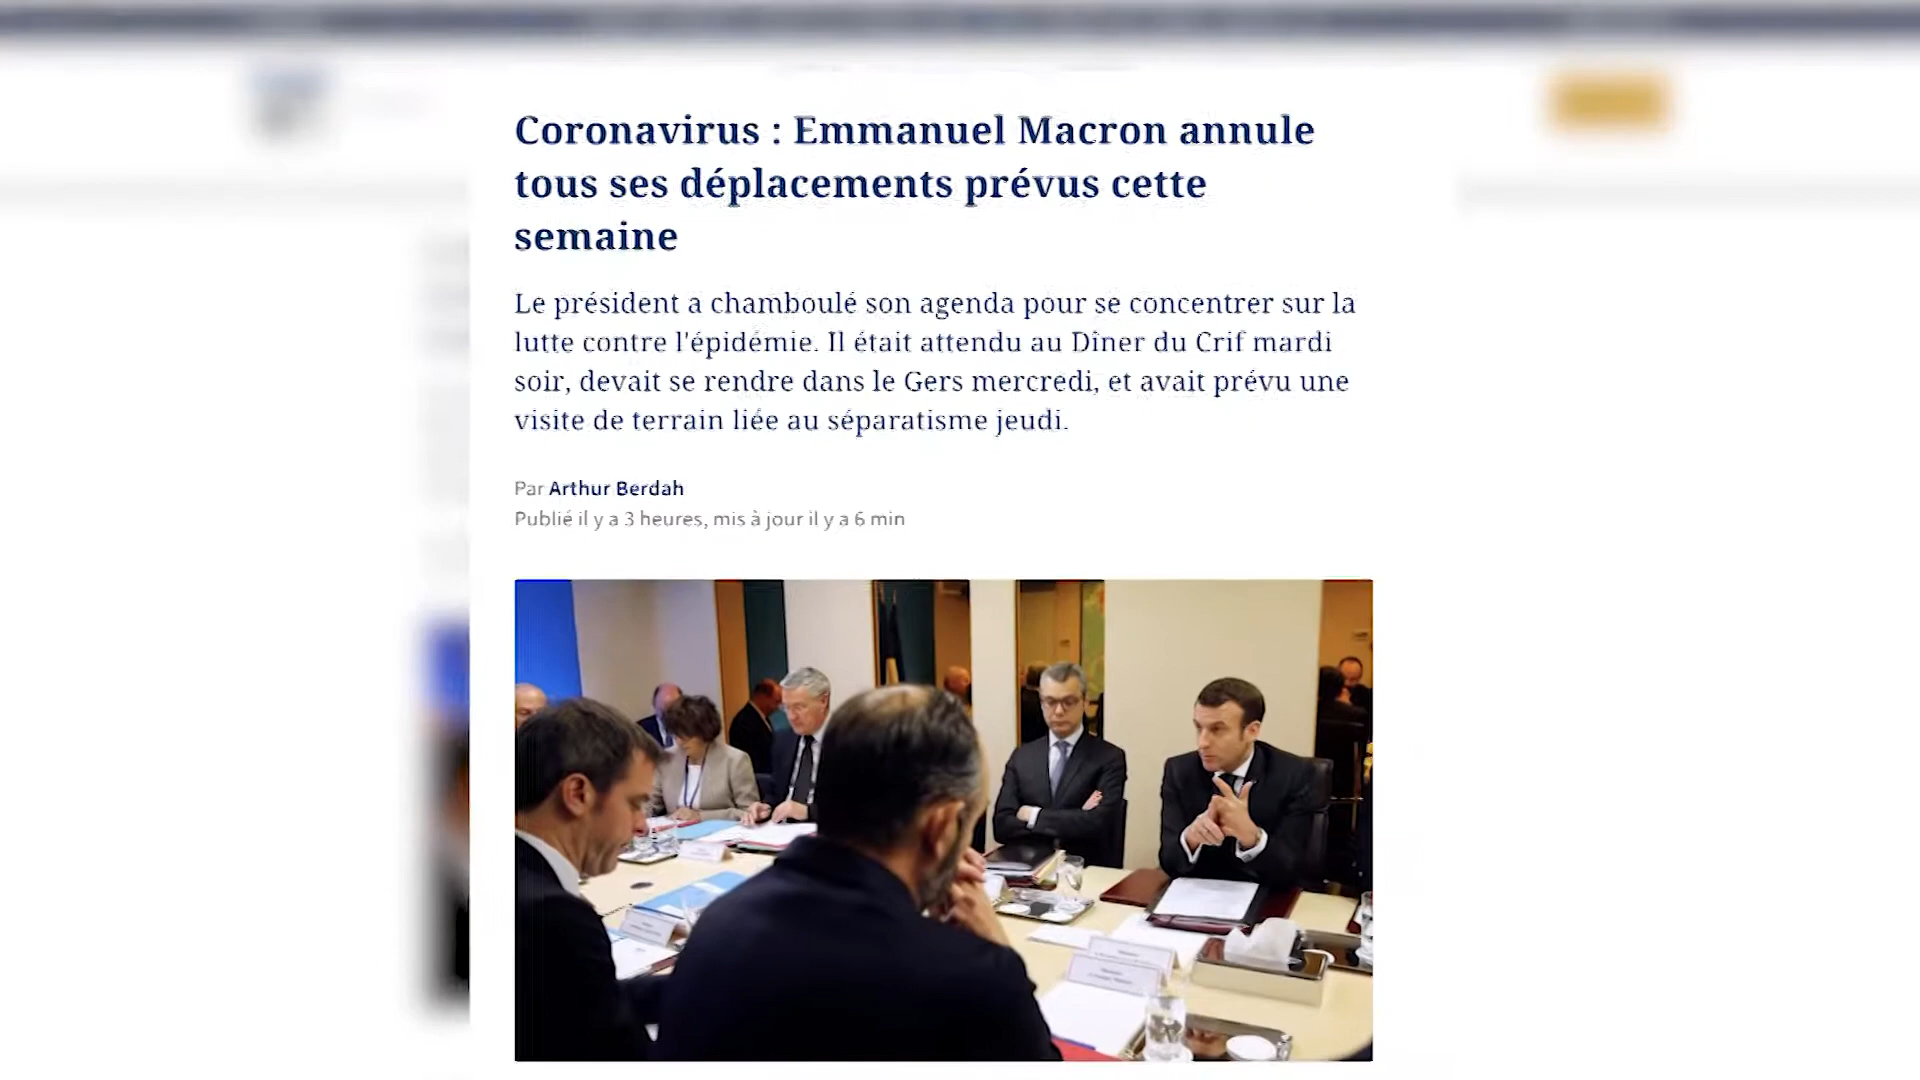 Coronavirus : Emmanuel Macron annule
tous ses déplacements prévus cette
semaine
Le président a chamboulé son agenda pour se concentrer sur la
lutte contre l'épidémie. Il était attendu au Dîner du Crif mardi
soir, devait se rendre dans le Gers mercredi, et avait prévu une
visite de terrain liée au séparatisme jeudi.
Par Arthur Berdah
Publié il y a 3 heures, mis à jour il y a 6 min